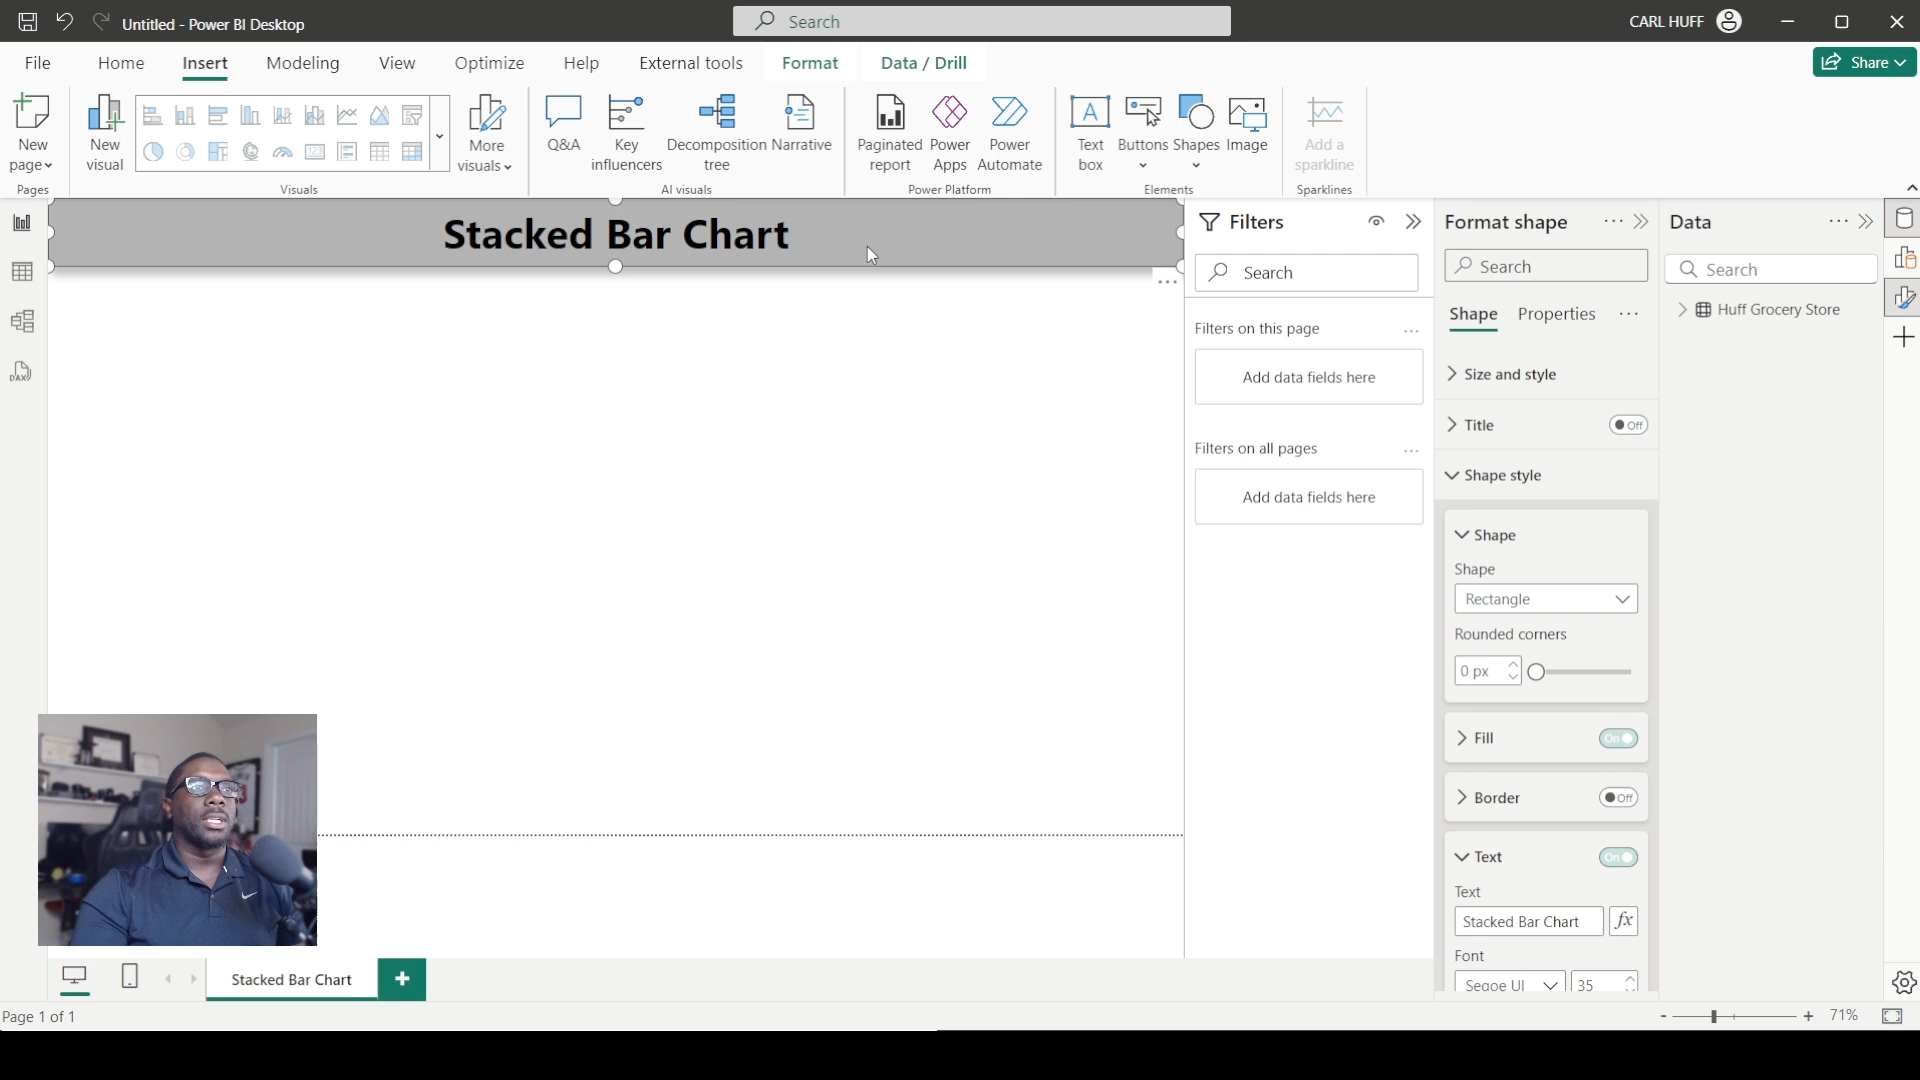 Untitled - Power BI Desktop
Search
CARL HUFF
File
Home
Insert
Modeling
View
Optimize
Help
External tools
Format
Data / Drill
Share
New
page
New
visual
More
visuals
Q&A
Key
influencers
Decomposition
tree
Narrative
Paginated
report
Power
Apps
Power
Automate
Text
box
Buttons
Shapes
Image
Add a
sparkline
Pages
Visuals
AI visuals
Power Platform
Elements
Sparklines
Stacked Bar Chart
Filters
Search
Filters on this page
Add data fields here
Filters on all pages
Add data fields here
Format shape
Search
Shape
Properties
Size and style
Title
Off
Shape style
Shape
Shape
Rectangle
Rounded corners
0 px
Fill
On
Border
Off
Text
On
Text
Stacked Bar Chart
fx
Font
Segoe UI
35
Data
Search
Huff Grocery Store
DAX
Stacked Bar Chart
Page 1 of 1
-
+
71%